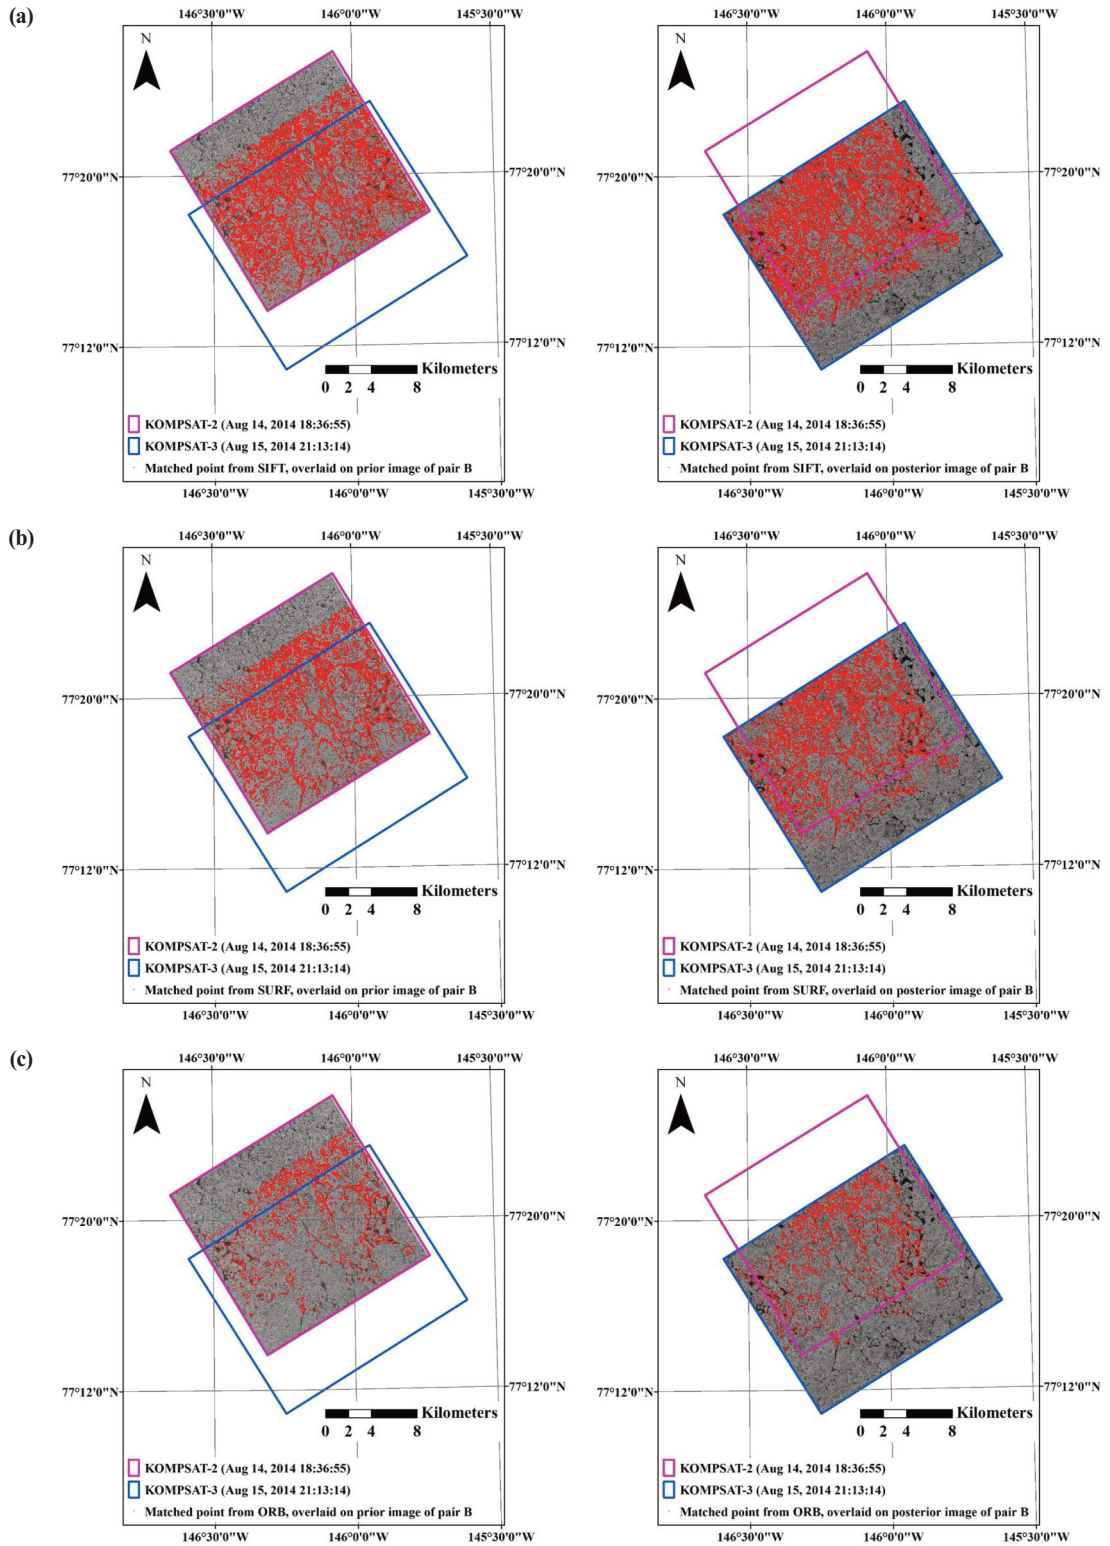 (a)
146°30'0"W 146°0'0"W 145°30'0"W
N
77°20'0"N 77°20'0"N
77°12'0"N 77°12'0"N
Kilometers
0 2 4 8
KOMPSAT-2 (Aug 14, 2014 18:36:55)
KOMPSAT-3 (Aug 15, 2014 21:13:14)
Matched point from SIFT, overlaid on prior image of pair B
146°30'0"W 146°0'0"W 145°30'0"W
146°30'0"W 146°0'0"W 145°30'0"W
N
77°20'0"N 77°20'0"N
77°12'0"N 77°12'0"N
Kilometers
0 2 4 8
KOMPSAT-2 (Aug 14, 2014 18:36:55)
KOMPSAT-3 (Aug 15, 2014 21:13:14)
Matched point from SIFT, overlaid on posterior image of pair B
146°30'0"W 146°0'0"W 145°30'0"W
(b)
146°30'0"W 146°0'0"W 145°30'0"W
N
77°20'0"N 77°20'0"N
77°12'0"N 77°12'0"N
Kilometers
0 2 4 8
KOMPSAT-2 (Aug 14, 2014 18:36:55)
KOMPSAT-3 (Aug 15, 2014 21:13:14)
Matched point from SURF, overlaid on prior image of pair B
146°30'0"W 146°0'0"W 145°30'0"W
146°30'0"W 146°0'0"W 145°30'0"W
N
77°20'0"N 77°20'0"N
77°12'0"N 77°12'0"N
Kilometers
0 2 4 8
KOMPSAT-2 (Aug 14, 2014 18:36:55)
KOMPSAT-3 (Aug 15, 2014 21:13:14)
Matched point from SURF, overlaid on posterior image of pair B
146°30'0"W 146°0'0"W 145°30'0"W
(c)
146°30'0"W 146°0'0"W 145°30'0"W
N
77°20'0"N 77°20'0"N
77°12'0"N 77°12'0"N
Kilometers
0 2 4 8
KOMPSAT-2 (Aug 14, 2014 18:36:55)
KOMPSAT-3 (Aug 15, 2014 21:13:14)
Matched point from ORB, overlaid on prior image of pair B
146°30'0"W 146°0'0"W 145°30'0"W
146°30'0"W 146°0'0"W 145°30'0"W
N
77°20'0"N 77°20'0"N
77°12'0"N 77°12'0"N
Kilometers
0 2 4 8
KOMPSAT-2 (Aug 14, 2014 18:36:55)
KOMPSAT-3 (Aug 15, 2014 21:13:14)
Matched point from ORB, overlaid on posterior image of pair B
146°30'0"W 146°0'0"W 145°30'0"W